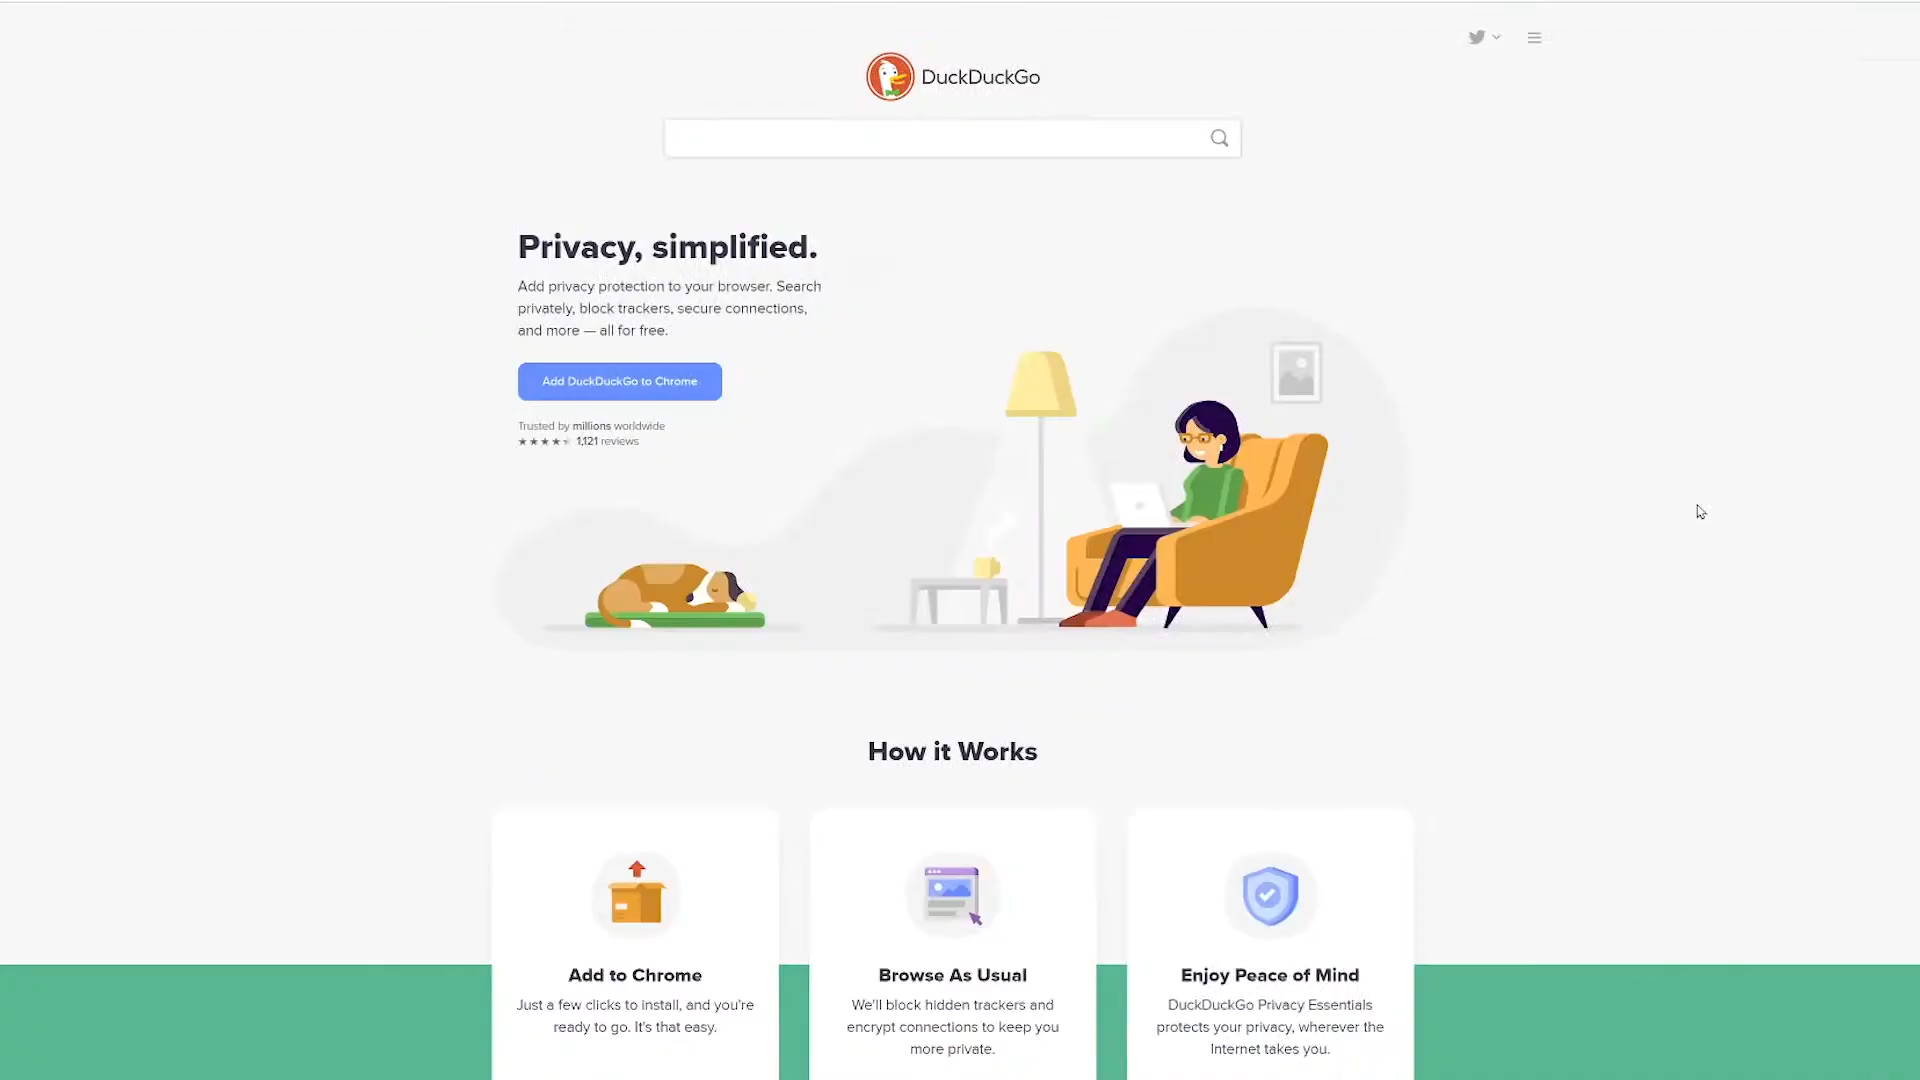 DuckDuckGo
Privacy, simplified.
Add privacy protection to your browser. Search
privately, block trackers, secure connections,
and more — all for free.
Add DuckDuckGo to Chrome
Trusted by millions worldwide
1,121 reviews
How it Works
Add to Chrome
Just a few clicks to install, and you're
ready to go. It's that easy.
Browse As Usual
We'll block hidden trackers and
encrypt connections to keep you
more private.
Enjoy Peace of Mind
DuckDuckGo Privacy Essentials
protects your privacy, wherever the
Internet takes you.